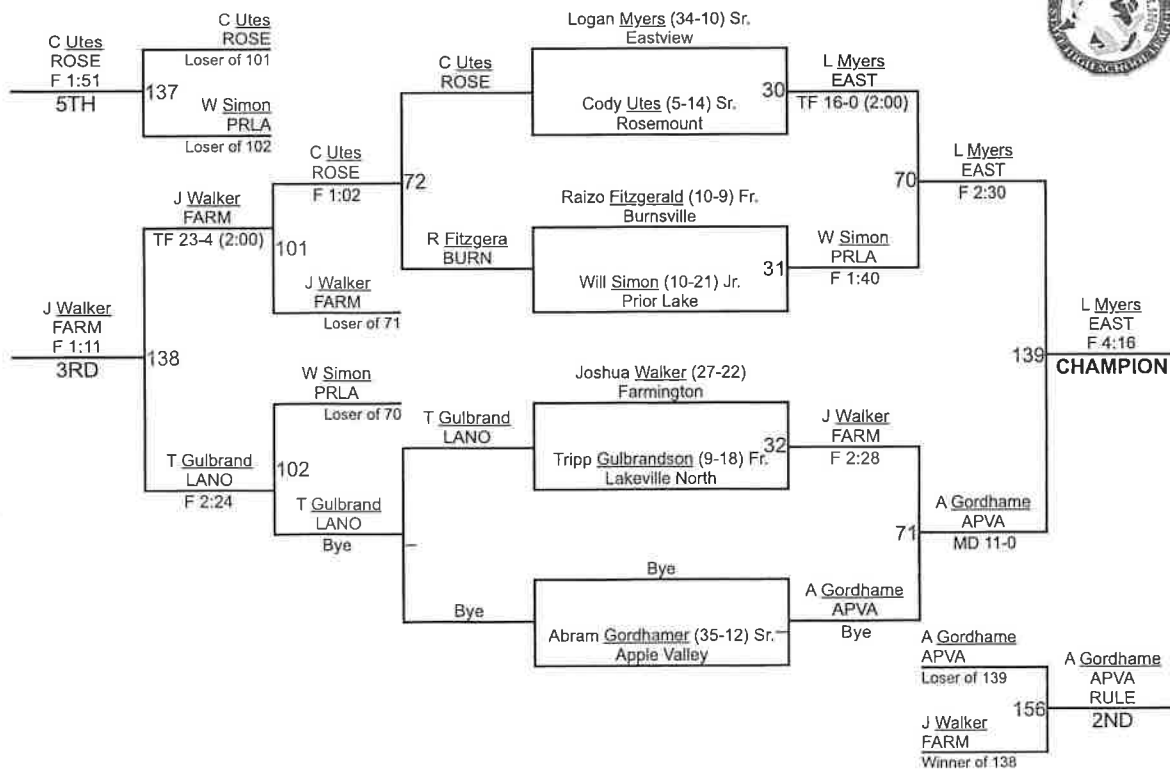 C Utes
ROSE
Loser of 101
C Utes
ROSE
F 1:51
5TH
137
W Simon
PRLA
Loser of 102
Logan Myers (34-10) Sr.
Eastview
C Utes
ROSE
30
Cody Utes (5-14) Sr.
Rosemount
L Myers
EAST
TF 16-0 (2:00)
C Utes
ROSE
F 1:02
72
70
L Myers
EAST
F 2:30
J Walker
FARM
TF 23-4 (2:00)
101
Raizo Fitzgerald (10-9) Fr.
Burnsville
R Fitzgera
BURN
31
Will Simon (10-21) Jr.
Prior Lake
W Simon
PRLA
F 1:40
J Walker
FARM
Loser of 71
J Walker
FARM
F 1:11
3RD
138
139
L Myers
EAST
F 4:16
CHAMPION
W Simon
PRLA
Loser of 70
Joshua Walker (27-22)
Farmington
T Gulbrand
LANO
32
Tripp Gulbrandson (9-18) Fr.
Lakeville North
J Walker
FARM
F 2:28
T Gulbrand
LANO
F 2:24
102
T Gulbrand
LANO
Bye
71
A Gordhame
APVA
MD 11-0
Bye
Bye
Abram Gordhamer (35-12) Sr.
Apple Valley
A Gordhame
APVA
Bye
A Gordhame
APVA
Loser of 139
156
A Gordhame
APVA
RULE
2ND
J Walker
FARM
Winner of 138